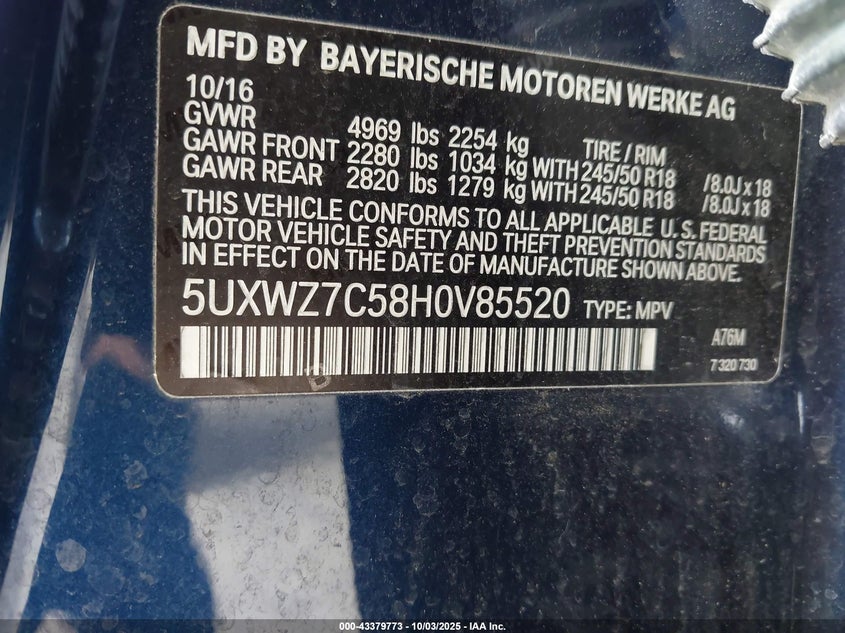 MFD BY BAYERISCHE MOTOREN WERKE AG
10/16
GVWR 4969 lbs 2254 kg TIRE / RIM
GAWR FRONT 2280 lbs 1034 kg WITH 245/50 R18 /8.0J x 18
GAWR REAR 2820 lbs 1279 kg WITH 245/50 R18 /8.0J x 18
THIS VEHICLE CONFORMS TO ALL APPLICABLE U. S. FEDERAL
MOTOR VEHICLE SAFETY AND THEFT PREVENTION STANDARDS
IN EFFECT ON THE DATE OF MANUFACTURE SHOWN ABOVE.
5UXWZ7C58H0V85520 TYPE: MPV
A76M
7 320 730
000-43379773 - 10/03/2025 - IAA Inc.